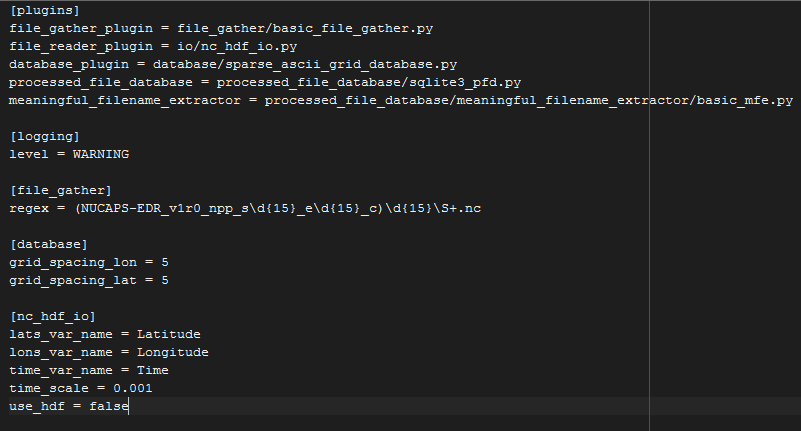 [plugins]
file_gather_plugin = file_gather/basic_file_gather.py
file_reader_plugin = io/nc_hdf_io.py
database_plugin = database/sparse_ascii_grid_database.py
processed_file_database = processed_file_database/sqlite3_pfd.py
meaningful_filename_extractor = processed_file_database/meaningful_filename_extractor/basic_mfe.py
[logging]
level = WARNING
[file_gather]
regex = (NUCAPS-EDR_v1r0_npp_s\d{15}_e\d{15}_c)\d{15}\S+.nc
[database]
grid_spacing_lon = 5
grid_spacing_lat = 5
[nc_hdf_io]
lats_var_name = Latitude
lons_var_name = Longitude
time_var_name = Time
time_scale = 0.001
use_hdf = false